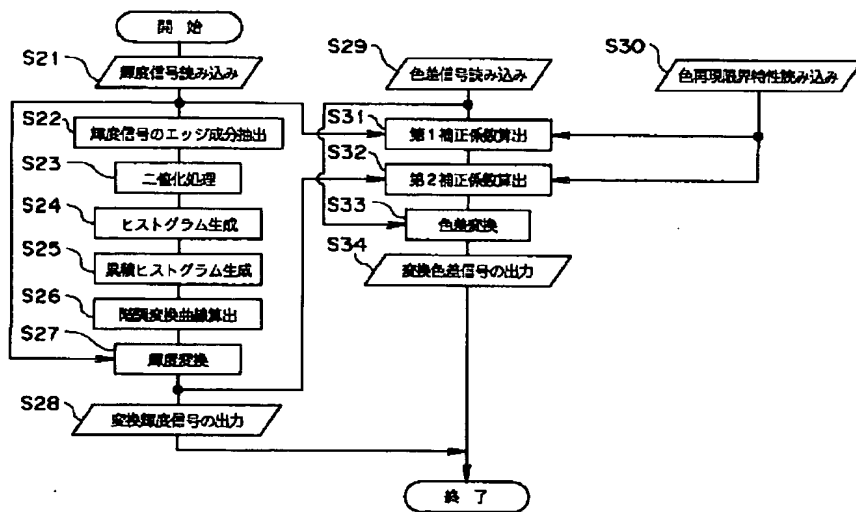 開始
S21
輝度信号読み込み
S22
輝度信号のエッジ成分抽出
S23
二値化処理
S24
ヒストグラム生成
S25
累積ヒストグラム生成
S26
階調変換曲線算出
S27
輝度変換
S28
変換輝度信号の出力
S29
色差信号読み込み
S30
色再現限界特性読み込み
S31
第1補正係数算出
S32
第2補正係数算出
S33
色差変換
S34
変換色差信号の出力
終了